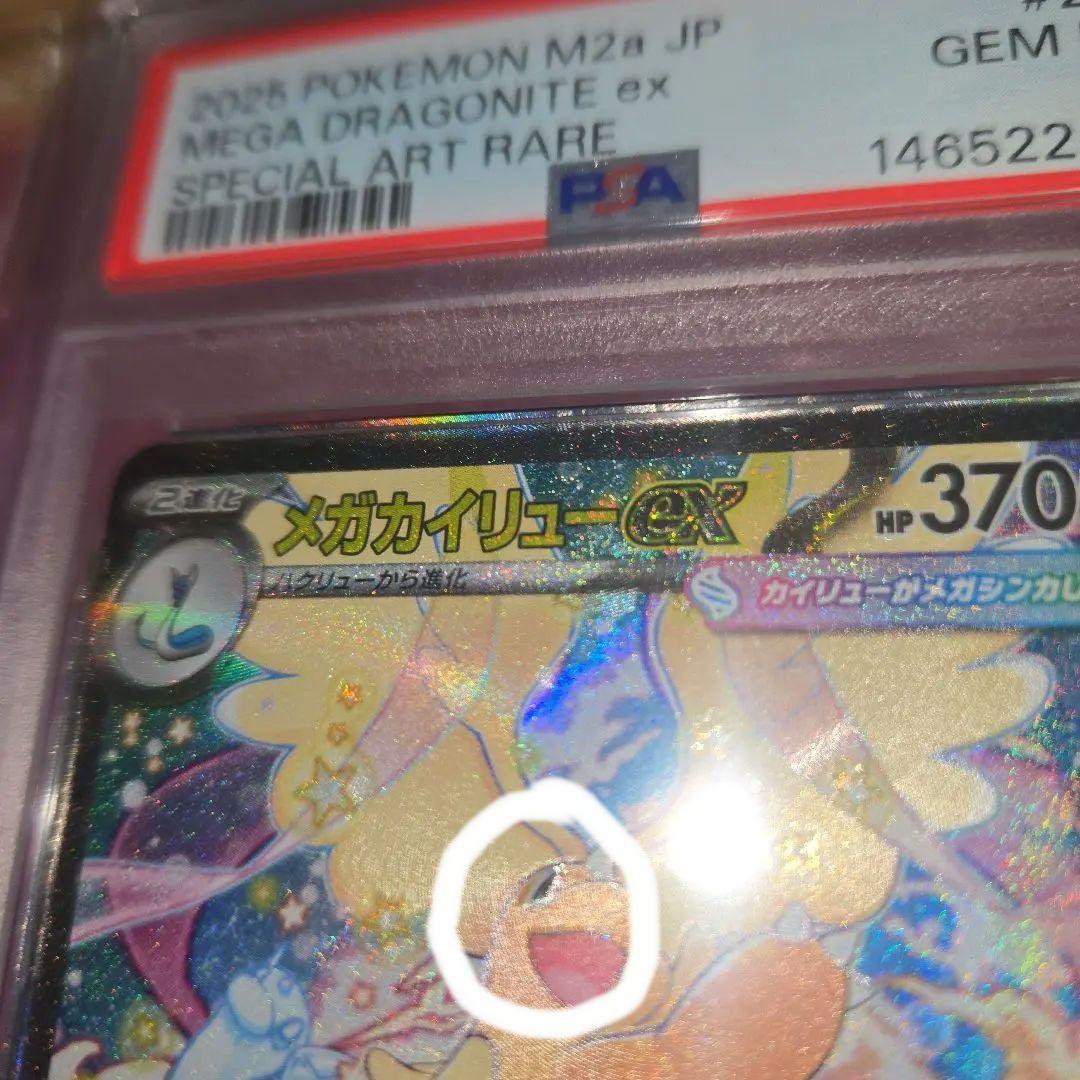 2025 POKEMON M2a JP
MEGA DRAGONITE ex
SPECIAL ART RARE
GEM
146522
PSA
2進化
メガカイリューex
HP370
ハクリューから進化
カイリューがメガシンカし